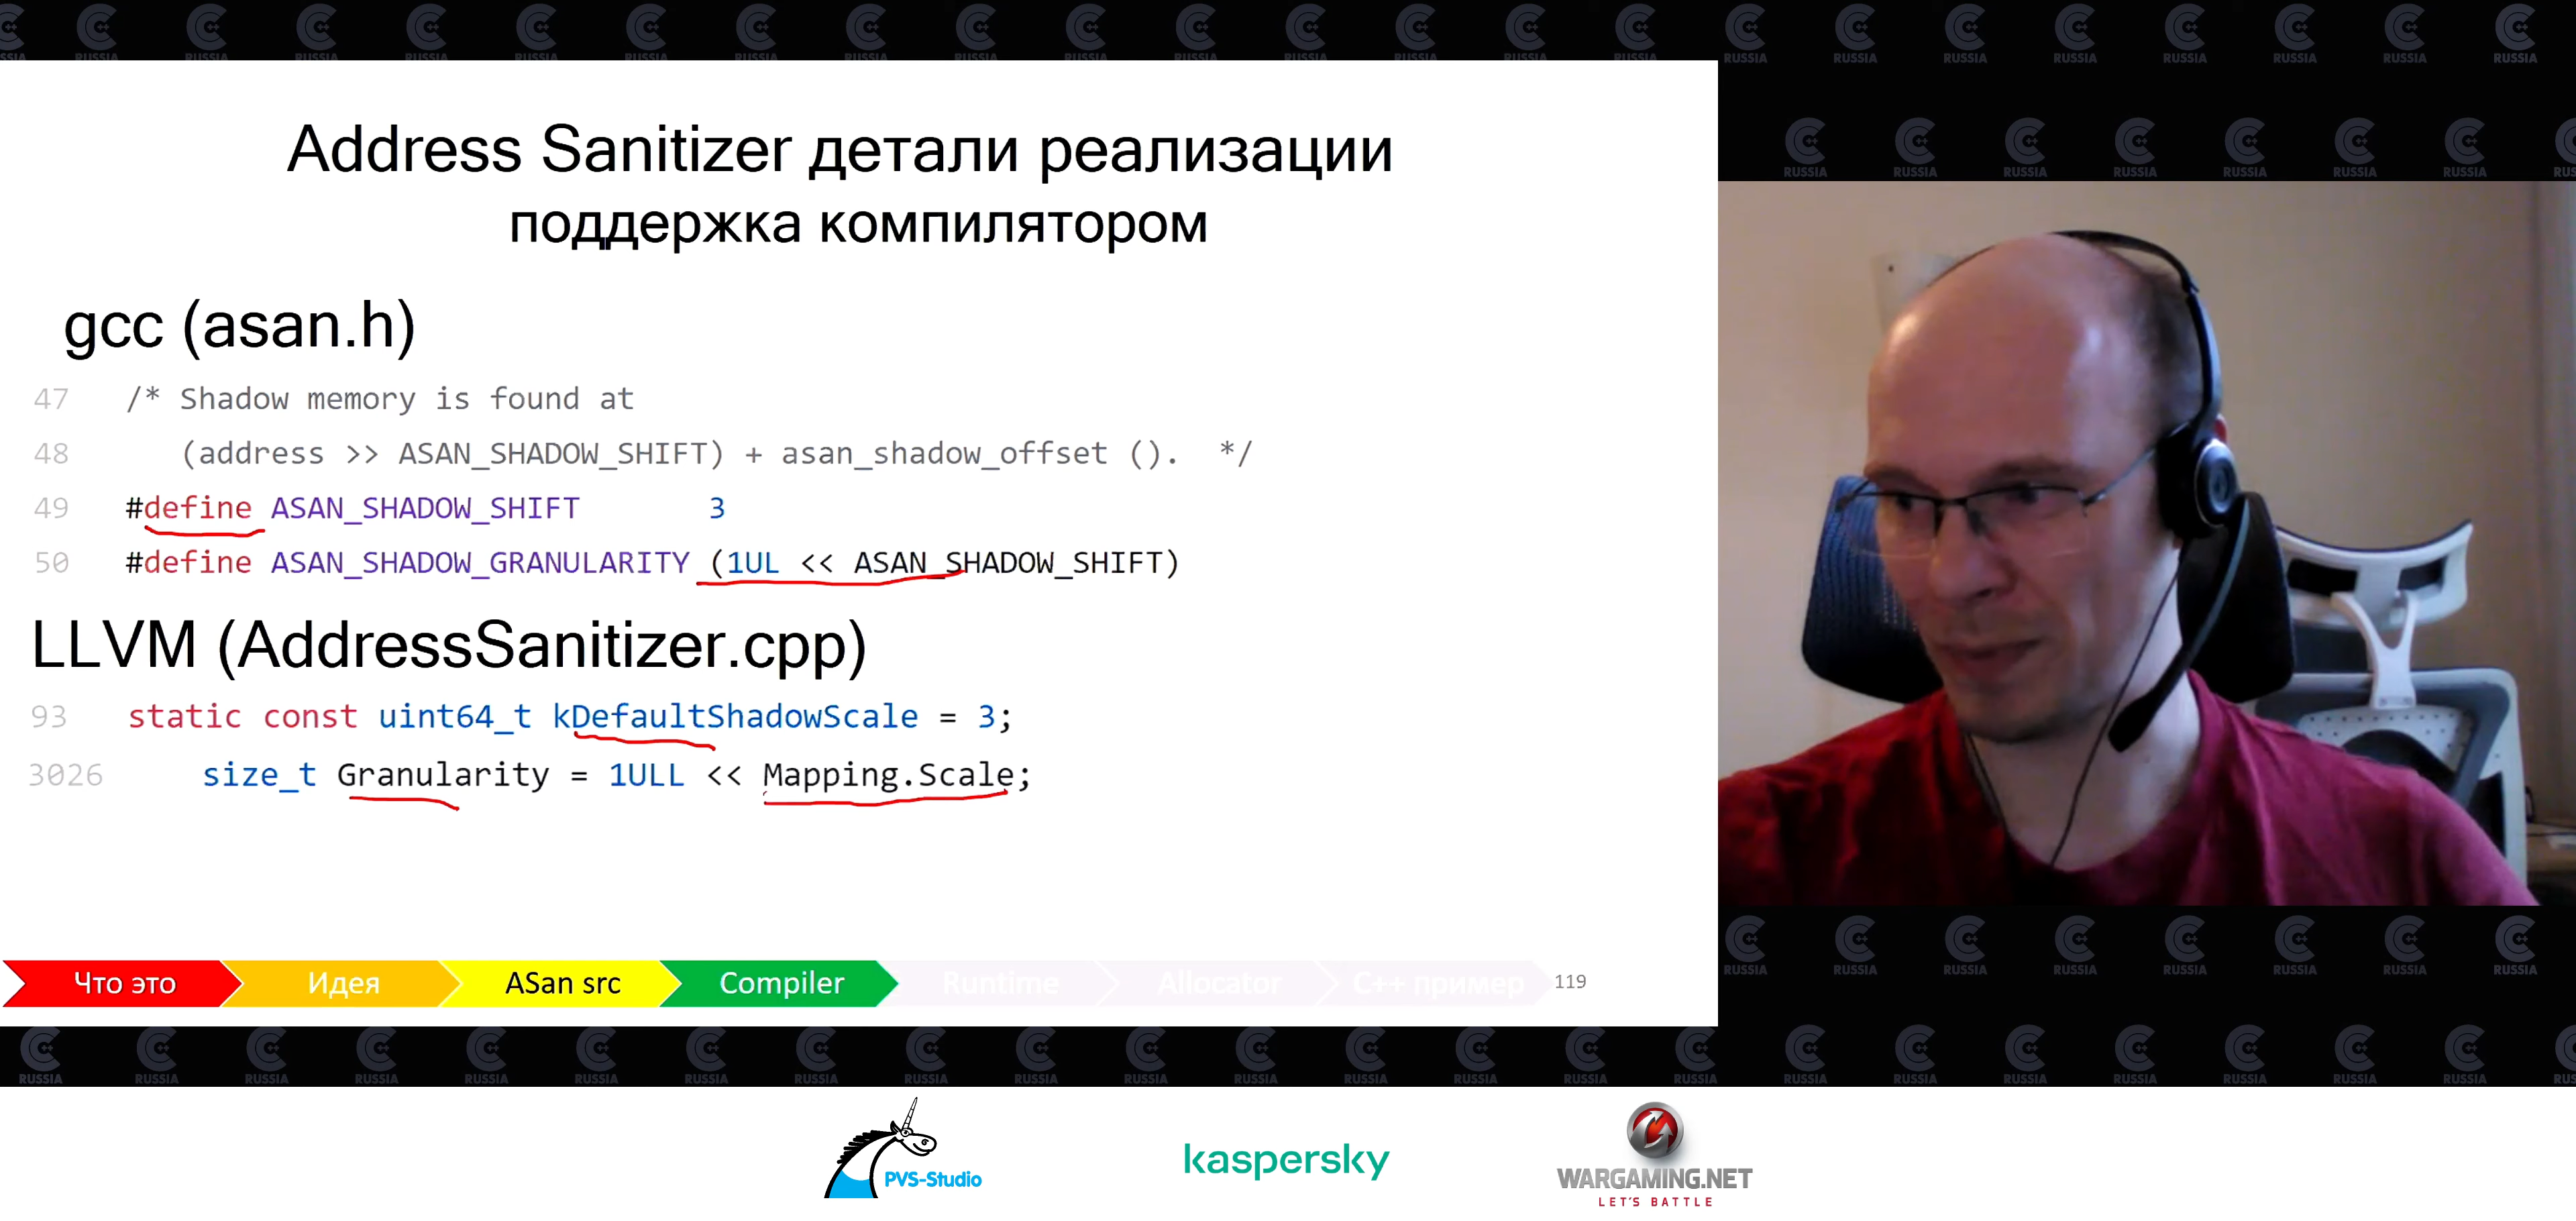 Address Sanitizer детали реализации
поддержка компилятором
gcc (asan.h)
47 /* Shadow memory is found at
48 (address >> ASAN_SHADOW_SHIFT) + asan_shadow_offset (). */
49 #define ASAN_SHADOW_SHIFT 3
50 #define ASAN_SHADOW_GRANULARITY (1UL << ASAN_SHADOW_SHIFT)
LLVM (AddressSanitizer.cpp)
93 static const uint64_t kDefaultShadowScale = 3;
3026 size_t Granularity = 1ULL << Mapping.Scale;
Что это Идея ASan src Compiler Runtime Allocator C++ пример 119
PVS-Studio
kaspersky
WARGAMING.NET
LET'S BATTLE
RUSSIA